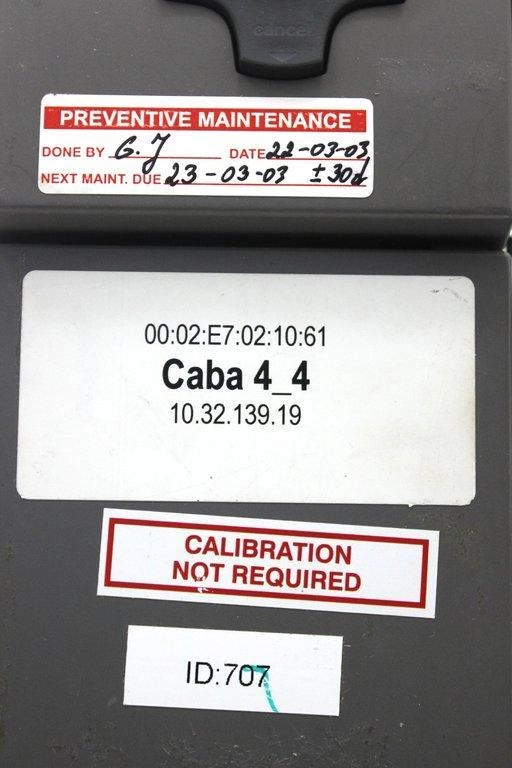 cancel
PREVENTIVE MAINTENANCE
DONE BY G. J DATE 22-03-03
NEXT MAINT. DUE 23-03-03 ±30d
00:02:E7:02:10:61
Caba 4_4
10.32.139.19
CALIBRATION
NOT REQUIRED
ID:707